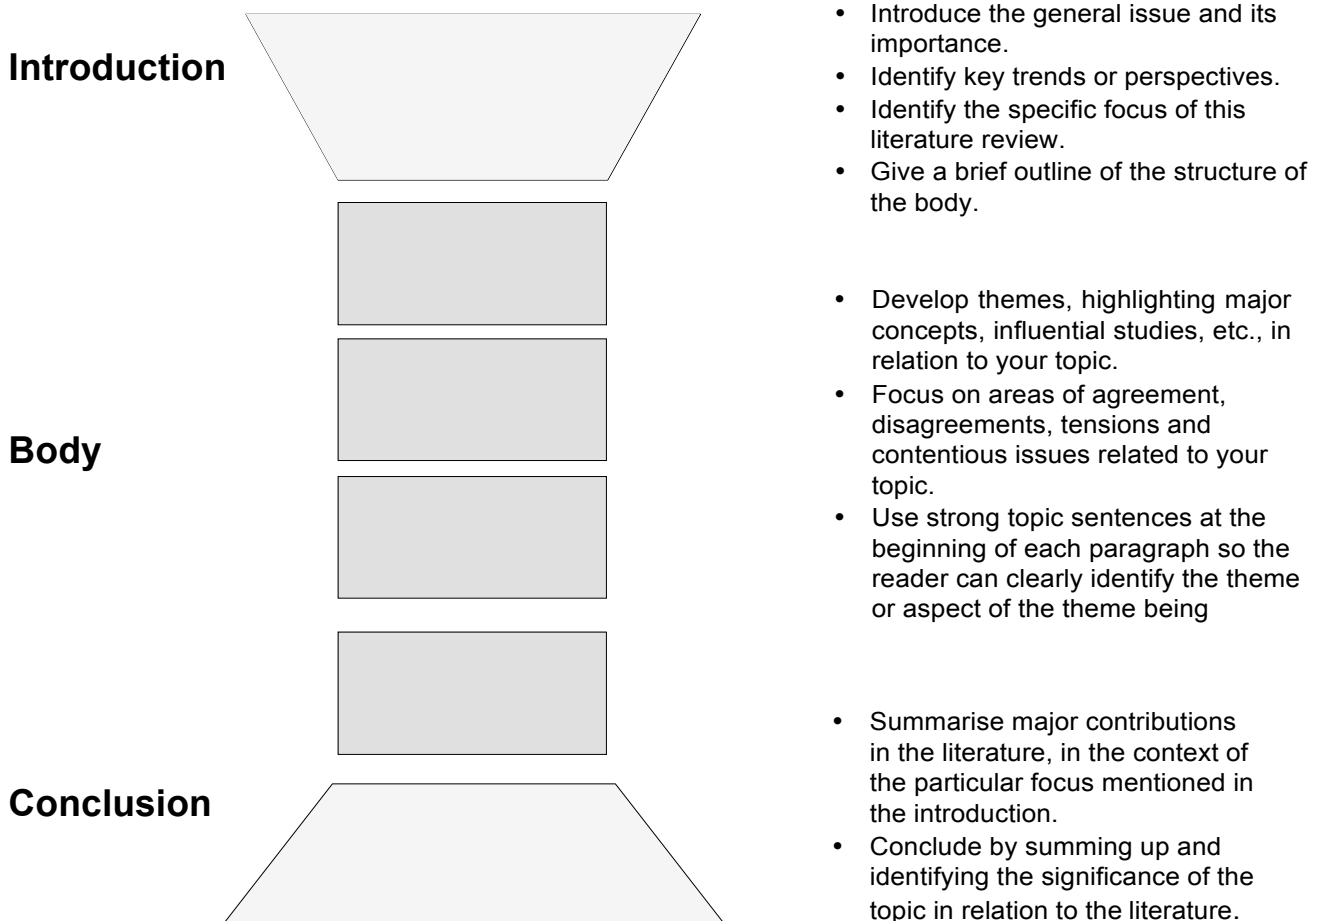 Introduction
• Introduce the general issue and its
importance.
• Identify key trends or perspectives.
• Identify the specific focus of this
literature review.
• Give a brief outline of the structure of
the body.
Body
• Develop themes, highlighting major
concepts, influential studies, etc., in
relation to your topic.
• Focus on areas of agreement,
disagreements, tensions and
contentious issues related to your
topic.
• Use strong topic sentences at the
beginning of each paragraph so the
reader can clearly identify the theme
or aspect of the theme being
Conclusion
• Summarise major contributions
in the literature, in the context of
the particular focus mentioned in
the introduction.
• Conclude by summing up and
identifying the significance of the
topic in relation to the literature.